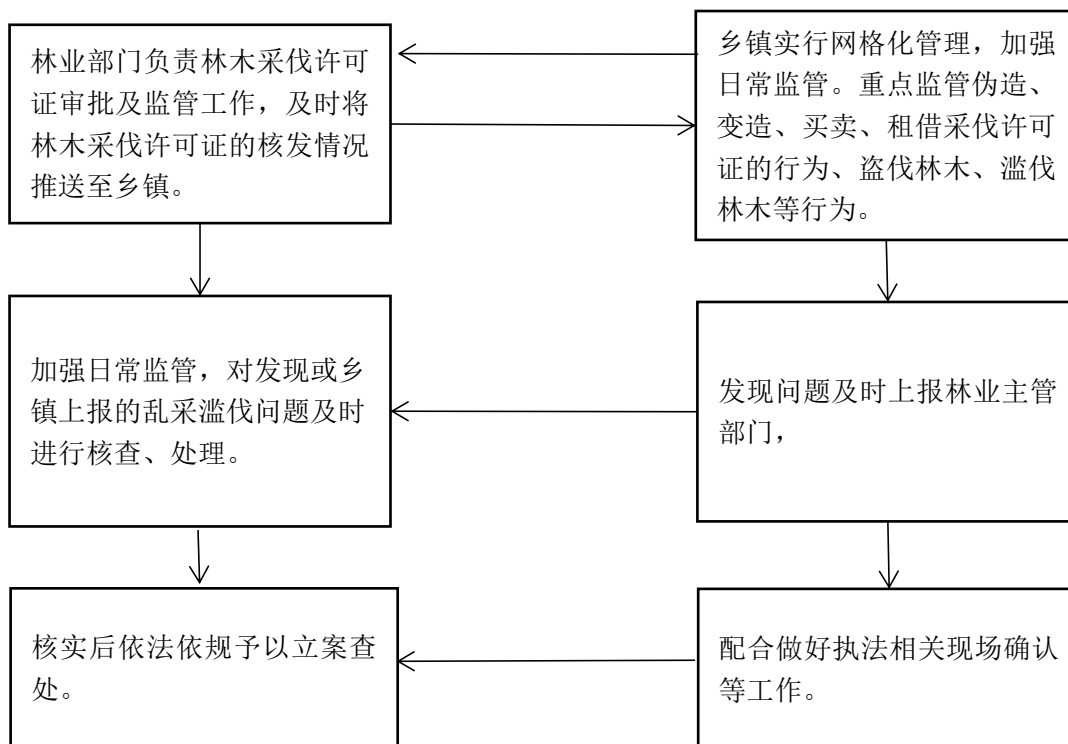 林业部门负责林木采伐许可
证审批及监管工作，及时将
林木采伐许可证的核发情况
推送至乡镇。
乡镇实行网格化管理，加强
日常监管。重点监管伪造、
变造、买卖、租借采伐许可
证的行为、盗伐林木、滥伐
林木等行为。
加强日常监管，对发现或乡
镇上报的乱采滥伐问题及时
进行核查、处理。
发现问题及时上报林业主管
部门，
核实后依法依规予以立案查
处。
配合做好执法相关现场确认
等工作。